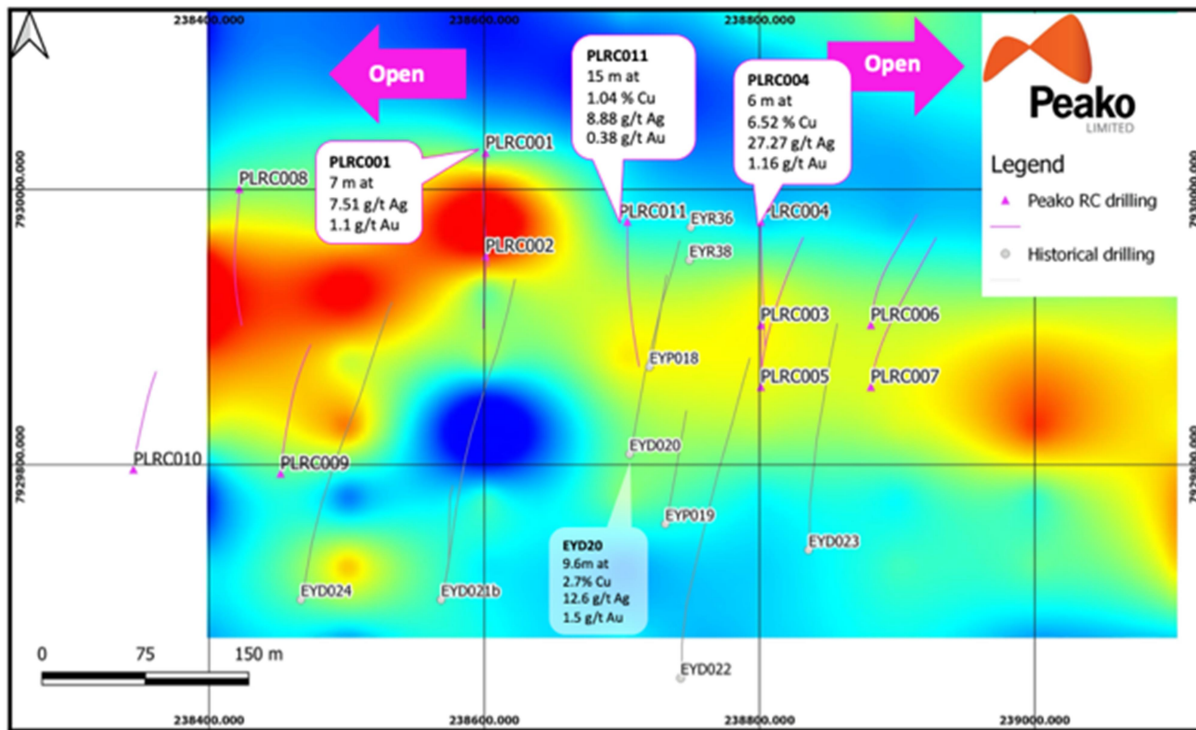 238400.000
238600.000
238800.000
Open
Open
PLRC011
15 m at
1.04 % Cu
8.88 g/t Ag
0.38 g/t Au
PLRC004
6 m at
6.52 % Cu
27.27 g/t Ag
1.16 g/t Au
Peako
LIMITED
PLRC001
7 m at
7.51 g/t Ag
1.1 g/t Au
Legend
Peako RC drilling
Historical drilling
7930000.000
7930000.000
PLRC001
PLRC008
PLRC011
EYR36
PLRC004
PLRC002
EYR38
PLRC003
PLRC006
EYP018
PLRC005
PLRC007
EYD020
PLRC010
PLRC009
7929800.000
7929800.000
EYP019
EYD023
EYD20
9.6m at
2.7% Cu
12.6 g/t Ag
1.5 g/t Au
EYD024
EYD021b
EYD022
0 75 150 m
238400.000
238600.000
238800.000
239000.000